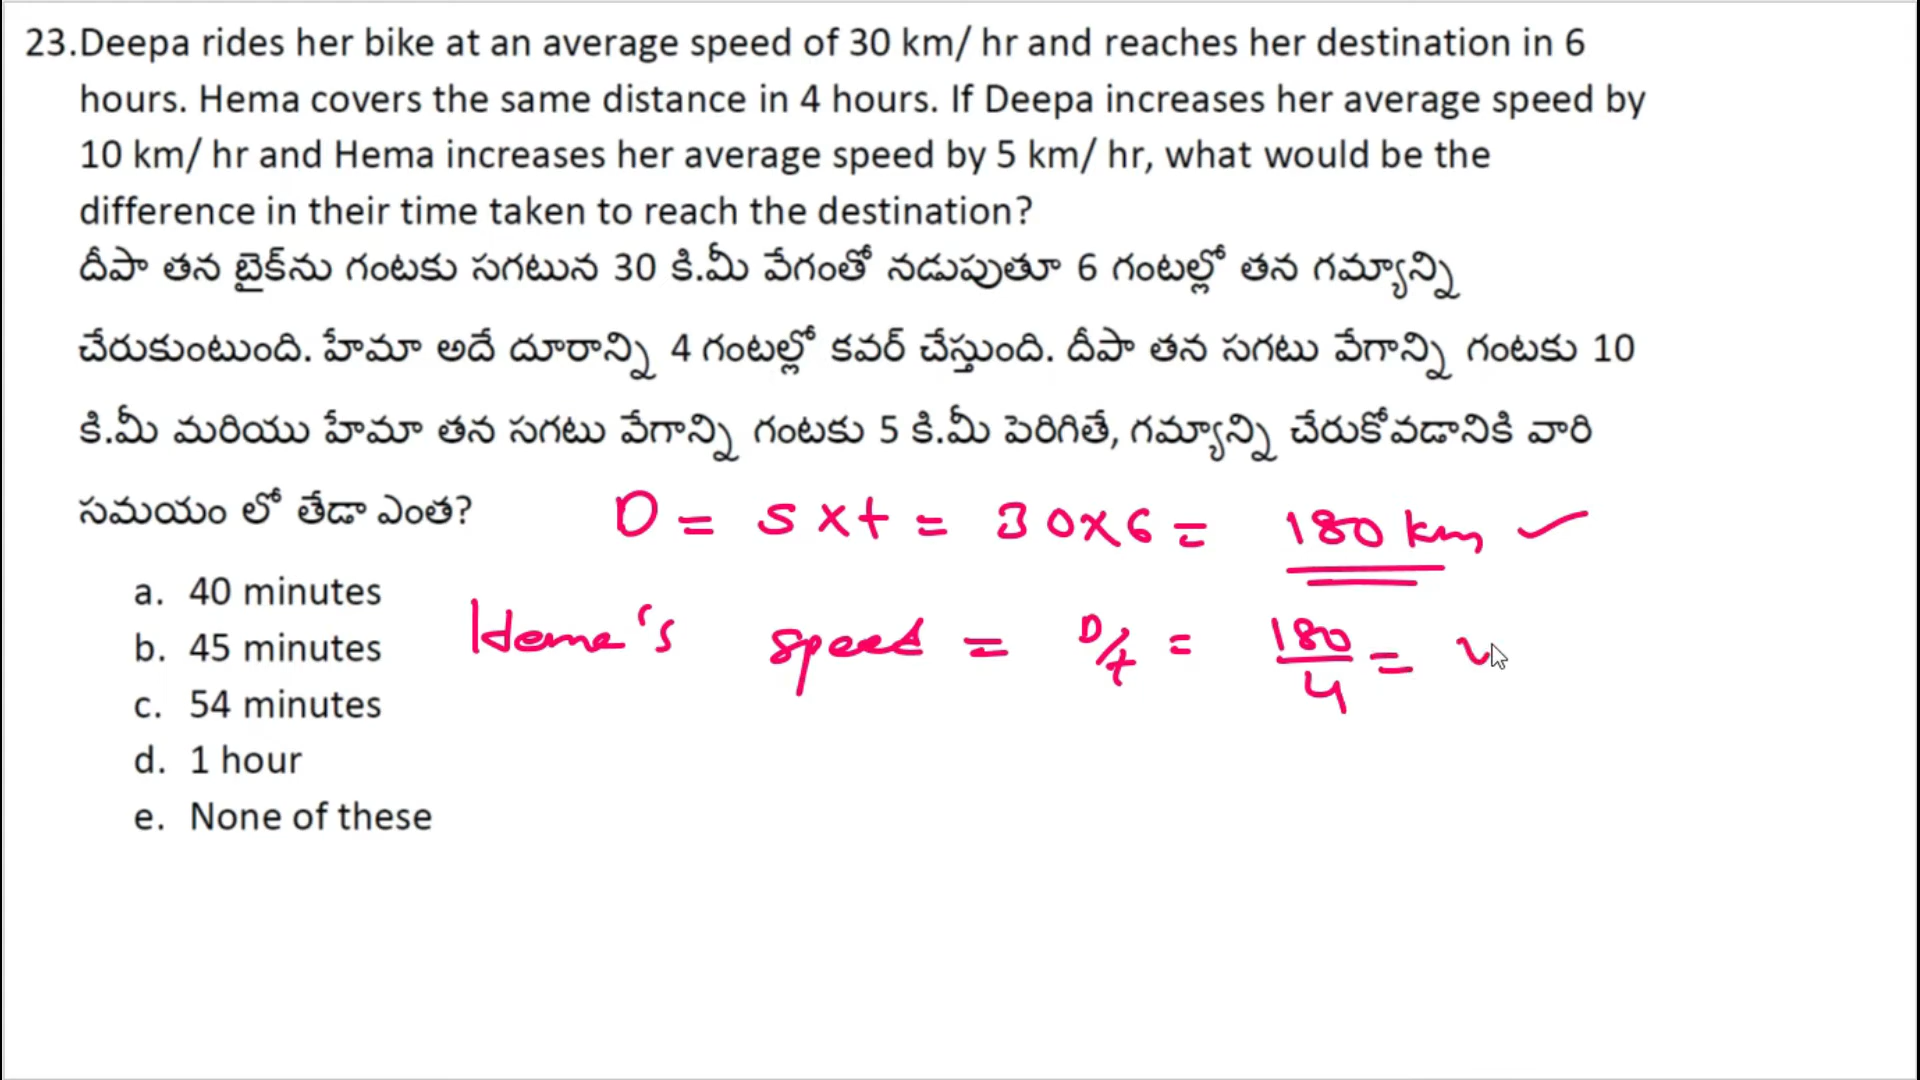 23.Deepa rides her bike at an average speed of 30 km/ hr and reaches her destination in 6
hours. Hema covers the same distance in 4 hours. If Deepa increases her average speed by
10 km/ hr and Hema increases her average speed by 5 km/ hr, what would be the
difference in their time taken to reach the destination?
దీపా తన బైక్‌ను గంటకు సగటున 30 కి.మీ వేగంతో నడుపుతూ 6 గంటల్లో తన గమ్యాన్ని
చేరుకుంటుంది. హేమా అదే దూరాన్ని 4 గంటల్లో కవర్ చేస్తుంది. దీపా తన సగటు వేగాన్ని గంటకు 10
కి.మీ మరియు హేమా తన సగటు వేగాన్ని గంటకు 5 కి.మీ పెరిగితే, గమ్యాన్ని చేరుకోవడానికి వారి
సమయం లో తేడా ఎంత?
D = s x t = 30x6 = 180 km ✓
a. 40 minutes
Hema's speed = D/t = 180/4 =
b. 45 minutes
c. 54 minutes
d. 1 hour
e. None of these